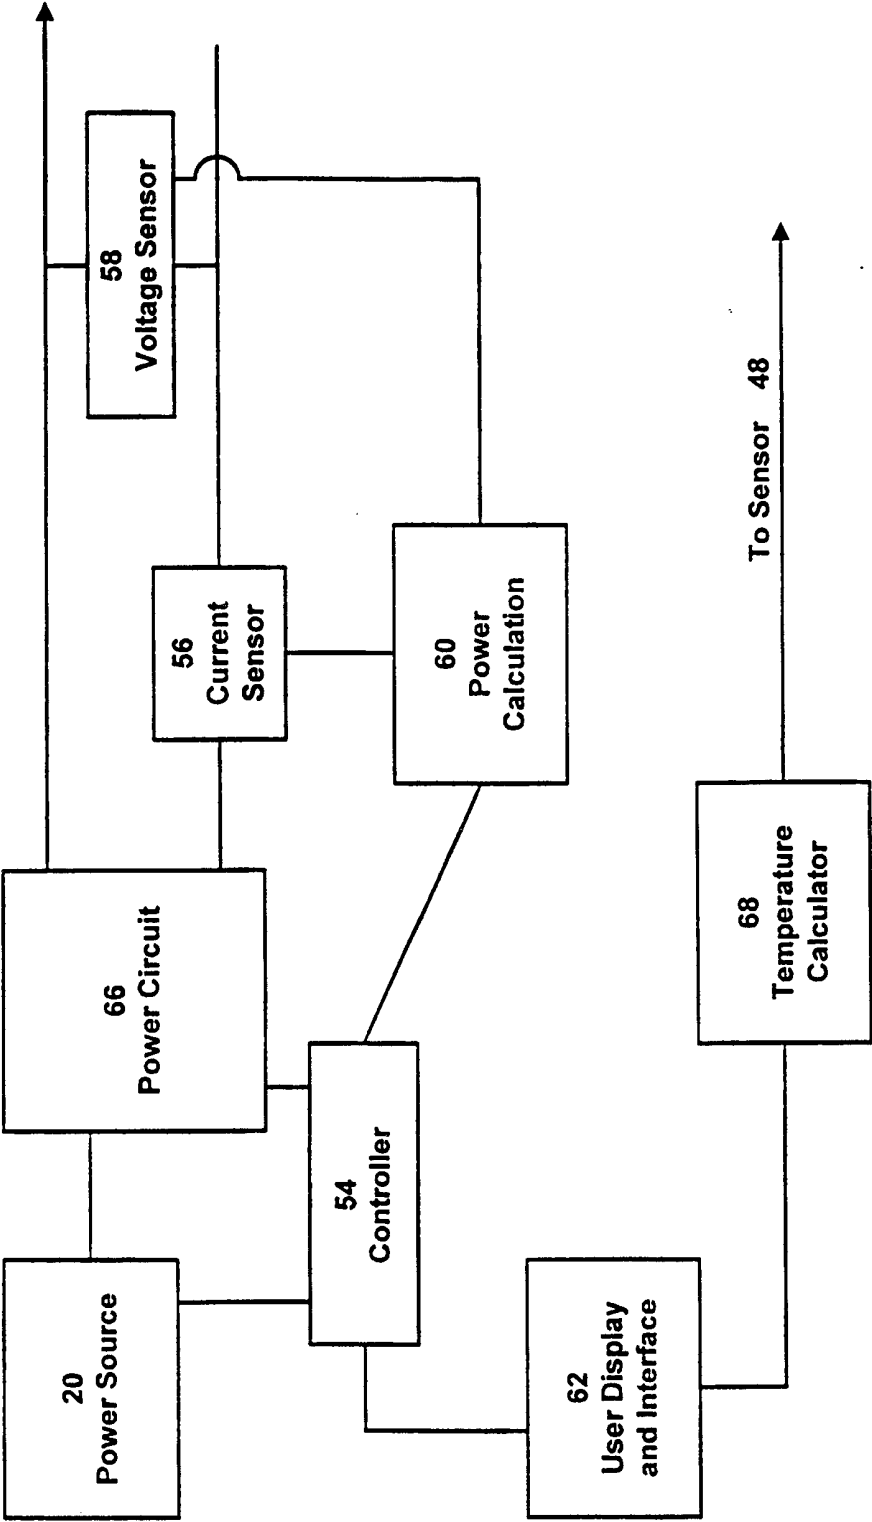 20
Power Source
66
Power Circuit
58
Voltage Sensor
56
Current
Sensor
54
Controller
60
Power
Calculation
62
User Display
and Interface
68
Temperature
Calculator
To Sensor 48